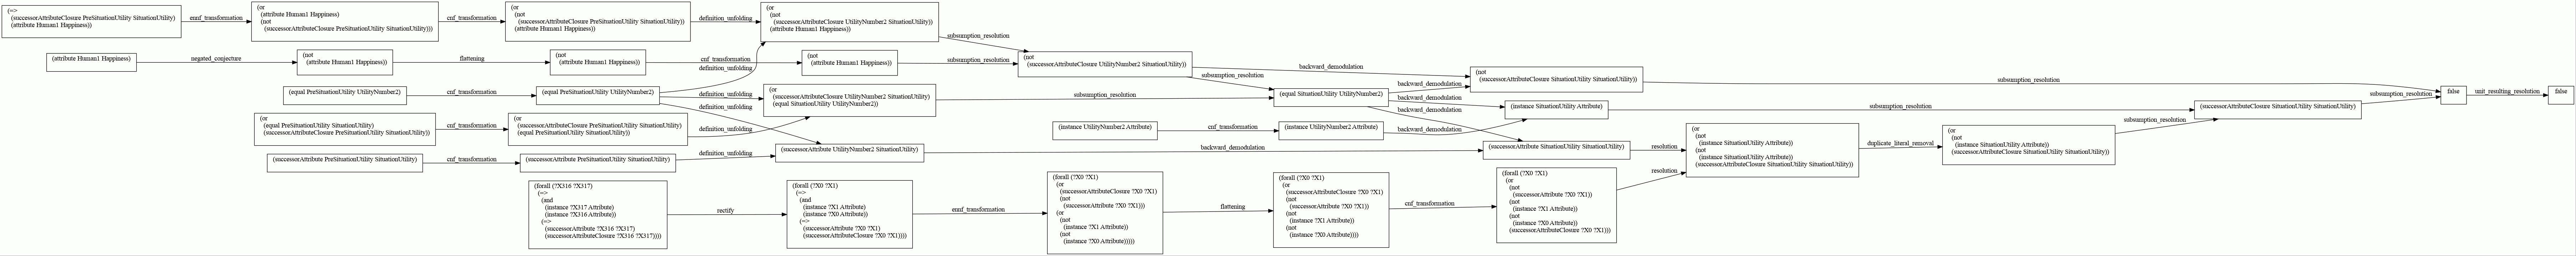 (=>
(successorAttributeClosure PreSituationUtility SituationUtility)
(attribute Human1 Happiness))
ennf_transformation
(or
(attribute Human1 Happiness)
(not
(successorAttributeClosure PreSituationUtility SituationUtility)))
cnf_transformation
(or
(not
(successorAttributeClosure PreSituationUtility SituationUtility))
(attribute Human1 Happiness))
definition_unfolding
(or
(not
(successorAttributeClosure UtilityNumber2 SituationUtility))
(attribute Human1 Happiness))
subsumption_resolution
(attribute Human1 Happiness)
negated_conjecture
(not
(attribute Human1 Happiness))
flattening
(not
(attribute Human1 Happiness))
cnf_transformation
definition_unfolding
(not
(attribute Human1 Happiness))
subsumption_resolution
(not
(successorAttributeClosure UtilityNumber2 SituationUtility))
backward_demodulation
subsumption_resolution
(not
(successorAttributeClosure SituationUtility SituationUtility))
subsumption_resolution
(equal PreSituationUtility UtilityNumber2)
cnf_transformation
(equal PreSituationUtility UtilityNumber2)
definition_unfolding
definition_unfolding
(or
(successorAttributeClosure UtilityNumber2 SituationUtility)
(equal SituationUtility UtilityNumber2))
subsumption_resolution
(equal SituationUtility UtilityNumber2)
backward_demodulation
backward_demodulation
backward_demodulation
(instance SituationUtility Attribute)
subsumption_resolution
(successorAttributeClosure SituationUtility SituationUtility)
subsumption_resolution
false
unit_resulting_resolution
false
(or
(equal PreSituationUtility SituationUtility)
(successorAttributeClosure PreSituationUtility SituationUtility))
cnf_transformation
(or
(successorAttributeClosure PreSituationUtility SituationUtility)
(equal PreSituationUtility SituationUtility))
definition_unfolding
(instance UtilityNumber2 Attribute)
cnf_transformation
(instance UtilityNumber2 Attribute)
backward_demodulation
(successorAttribute PreSituationUtility SituationUtility)
cnf_transformation
(successorAttribute PreSituationUtility SituationUtility)
definition_unfolding
(successorAttribute UtilityNumber2 SituationUtility)
backward_demodulation
(successorAttribute SituationUtility SituationUtility)
resolution
(or
(not
(instance SituationUtility Attribute))
(not
(instance SituationUtility Attribute))
(successorAttributeClosure SituationUtility SituationUtility))
duplicate_literal_removal
(or
(not
(instance SituationUtility Attribute))
(successorAttributeClosure SituationUtility SituationUtility))
subsumption_resolution
(forall (?X316 ?X317)
(=>
(and
(instance ?X317 Attribute)
(instance ?X316 Attribute))
(=>
(successorAttribute ?X316 ?X317)
(successorAttributeClosure ?X316 ?X317))))
rectify
(forall (?X0 ?X1)
(=>
(and
(instance ?X1 Attribute)
(instance ?X0 Attribute))
(=>
(successorAttribute ?X0 ?X1)
(successorAttributeClosure ?X0 ?X1))))
ennf_transformation
(forall (?X0 ?X1)
(or
(or
(successorAttributeClosure ?X0 ?X1)
(not
(successorAttribute ?X0 ?X1)))
(or
(not
(instance ?X1 Attribute))
(not
(instance ?X0 Attribute)))))
flattening
(forall (?X0 ?X1)
(or
(successorAttributeClosure ?X0 ?X1)
(not
(successorAttribute ?X0 ?X1))
(not
(instance ?X1 Attribute))
(not
(instance ?X0 Attribute))))
cnf_transformation
(forall (?X0 ?X1)
(or
(not
(successorAttribute ?X0 ?X1))
(not
(instance ?X1 Attribute))
(not
(instance ?X0 Attribute))
(successorAttributeClosure ?X0 ?X1)))
resolution